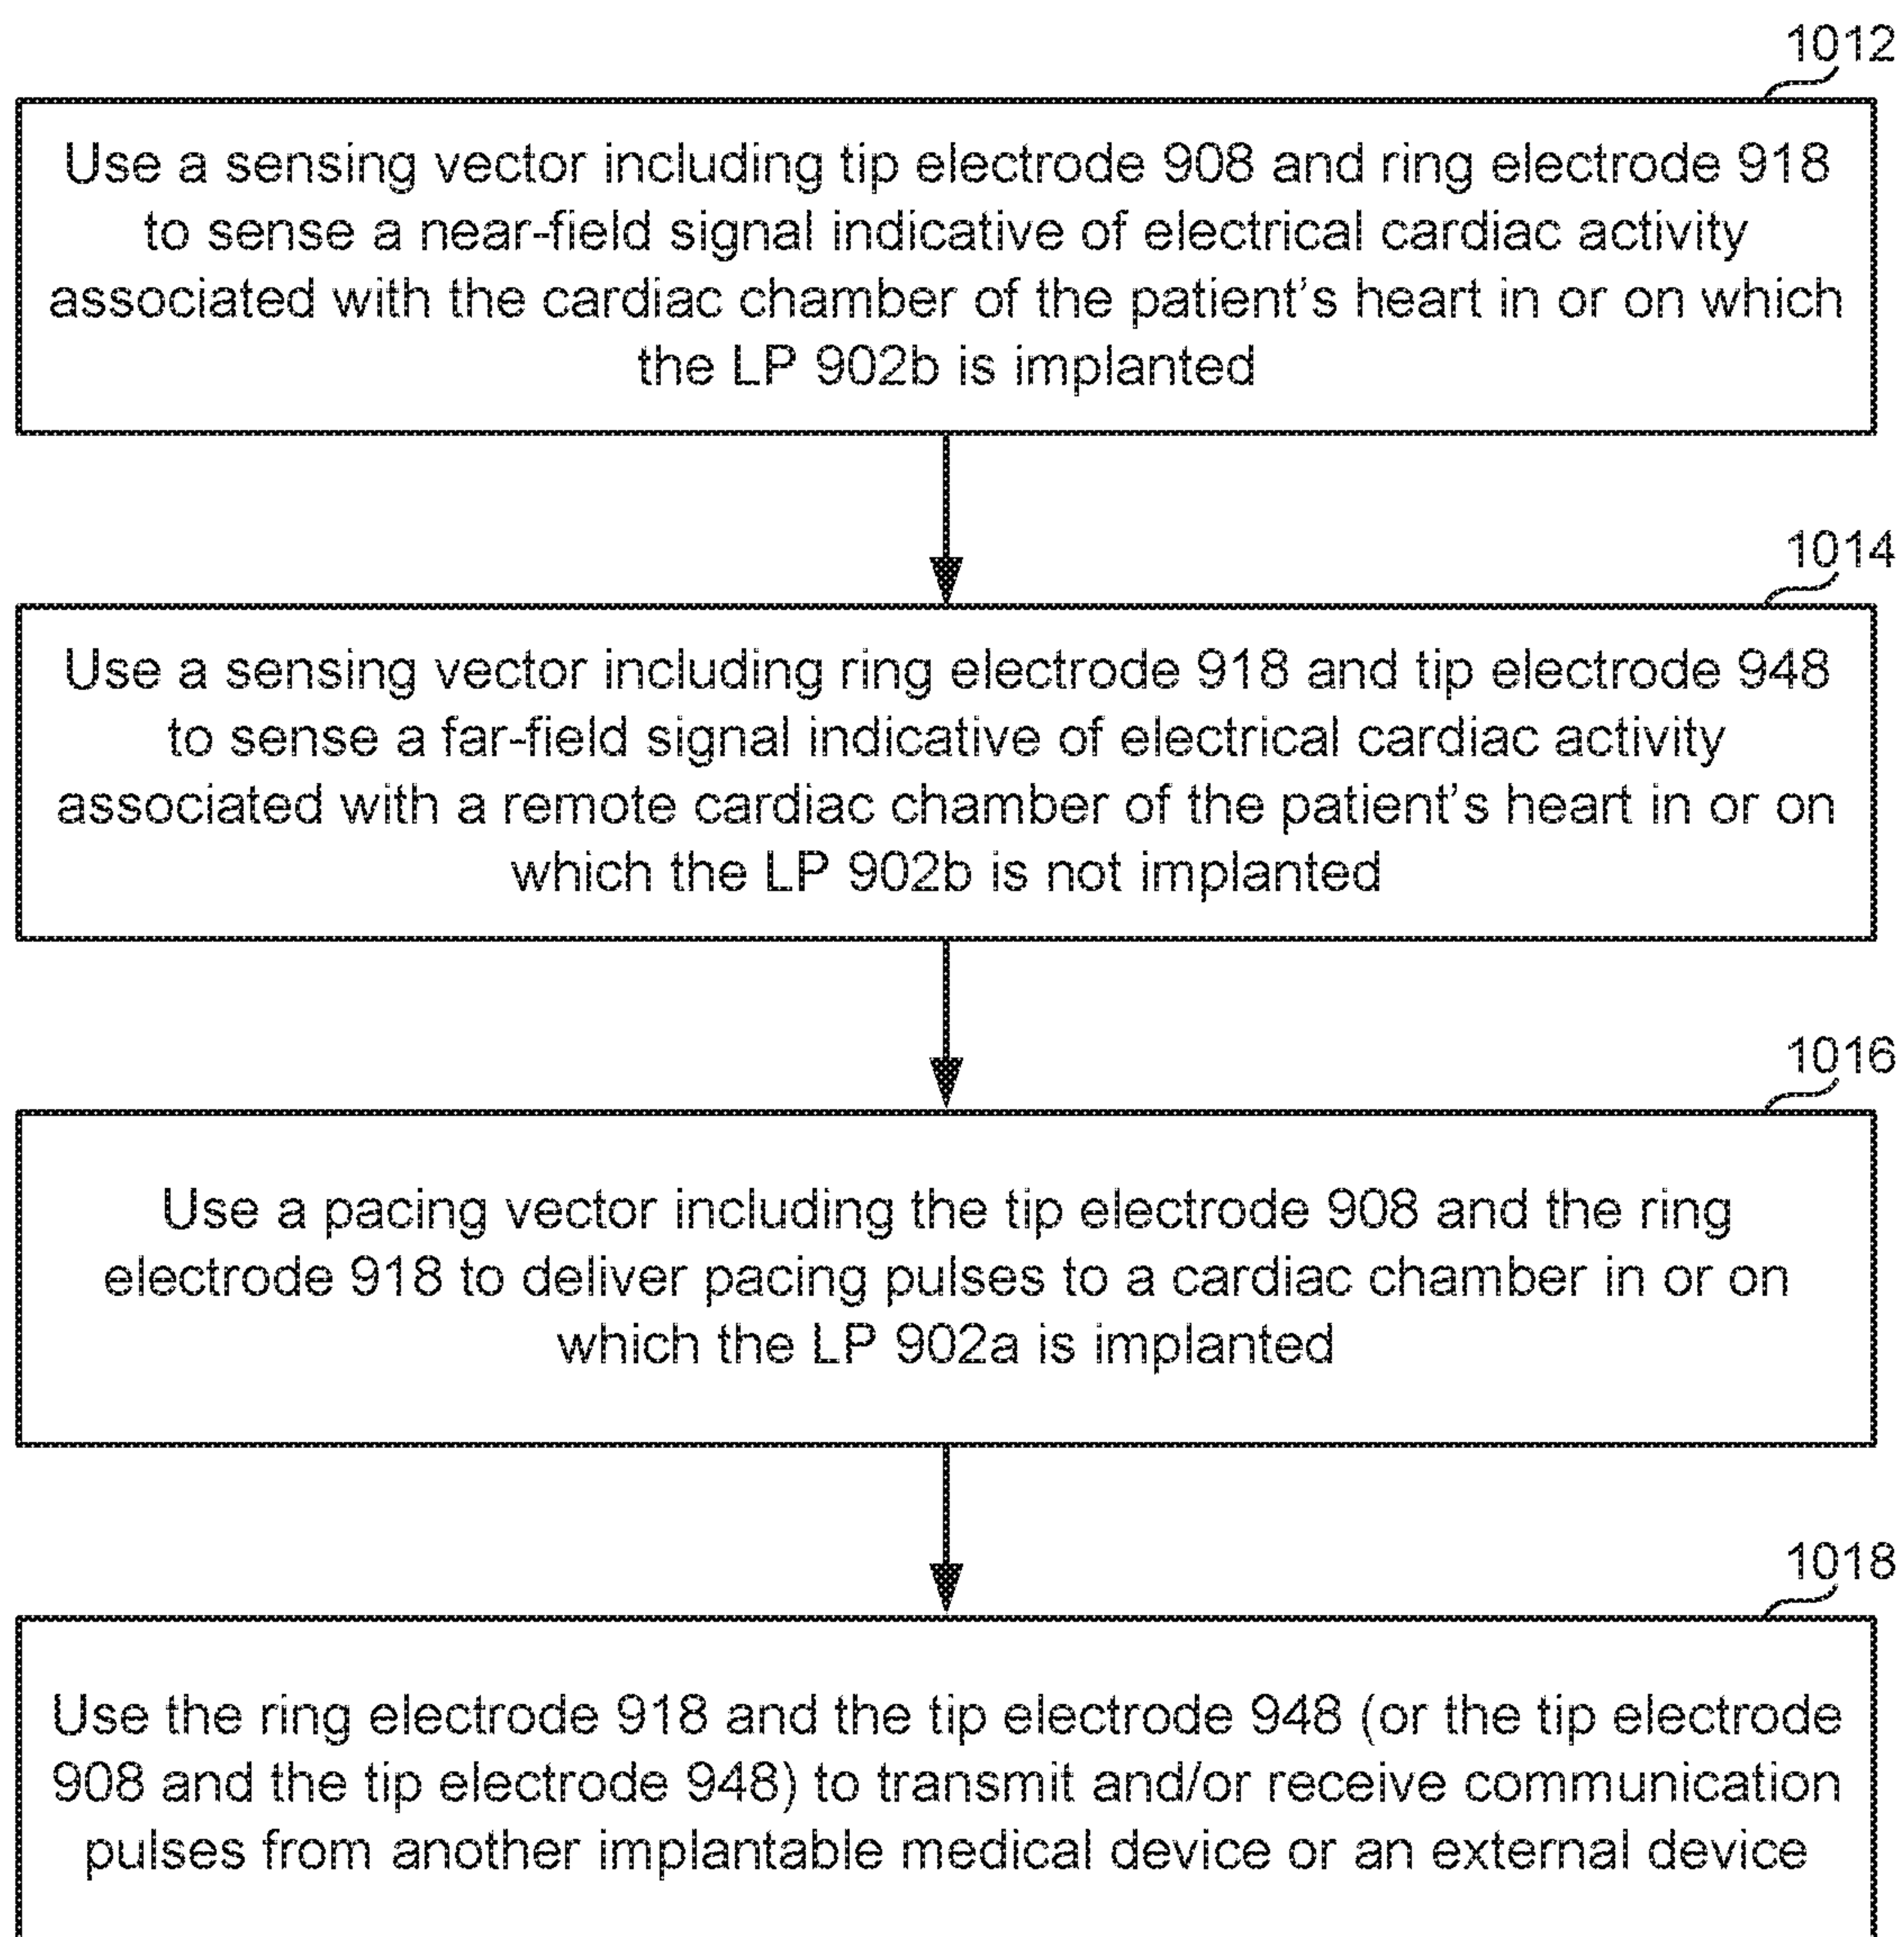 1012
Use a sensing vector including tip electrode 908 and ring electrode 918
to sense a near-field signal indicative of electrical cardiac activity
associated with the cardiac chamber of the patient's heart in or on which
the LP 902b is implanted
1014
Use a sensing vector including ring electrode 918 and tip electrode 948
to sense a far-field signal indicative of electrical cardiac activity
associated with a remote cardiac chamber of the patient's heart in or on
which the LP 902b is not implanted
1016
Use a pacing vector including the tip electrode 908 and the ring
electrode 918 to deliver pacing pulses to a cardiac chamber in or on
which the LP 902a is implanted
1018
Use the ring electrode 918 and the tip electrode 948 (or the tip electrode
908 and the tip electrode 948) to transmit and/or receive communication
pulses from another implantable medical device or an external device